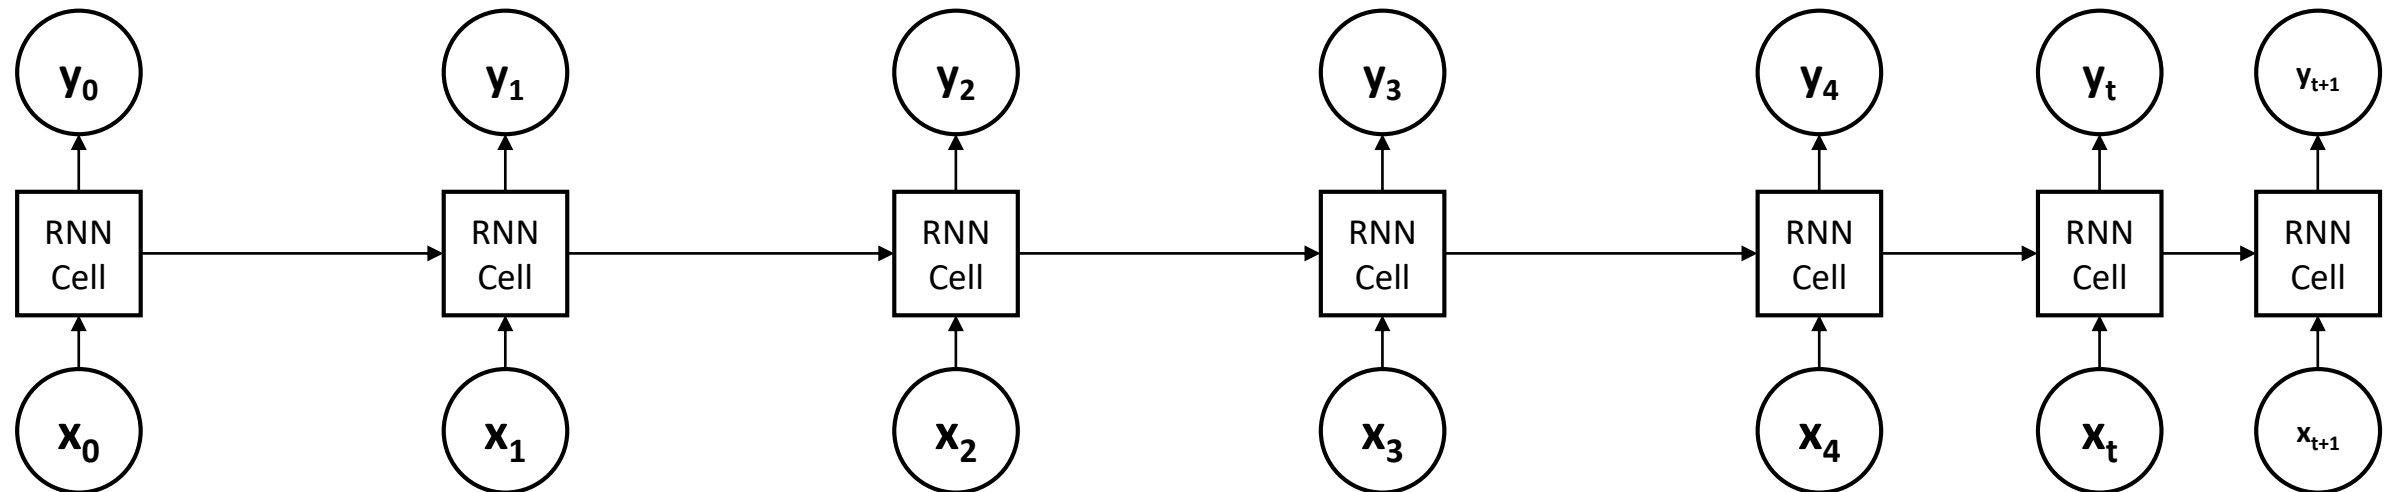 y₀ y₁ y₂ y₃ y₄ yₜ yₜ₊₁
RNN RNN RNN RNN RNN RNN RNN
Cell Cell Cell Cell Cell Cell Cell
x₀ x₁ x₂ x₃ x₄ xₜ xₜ₊₁